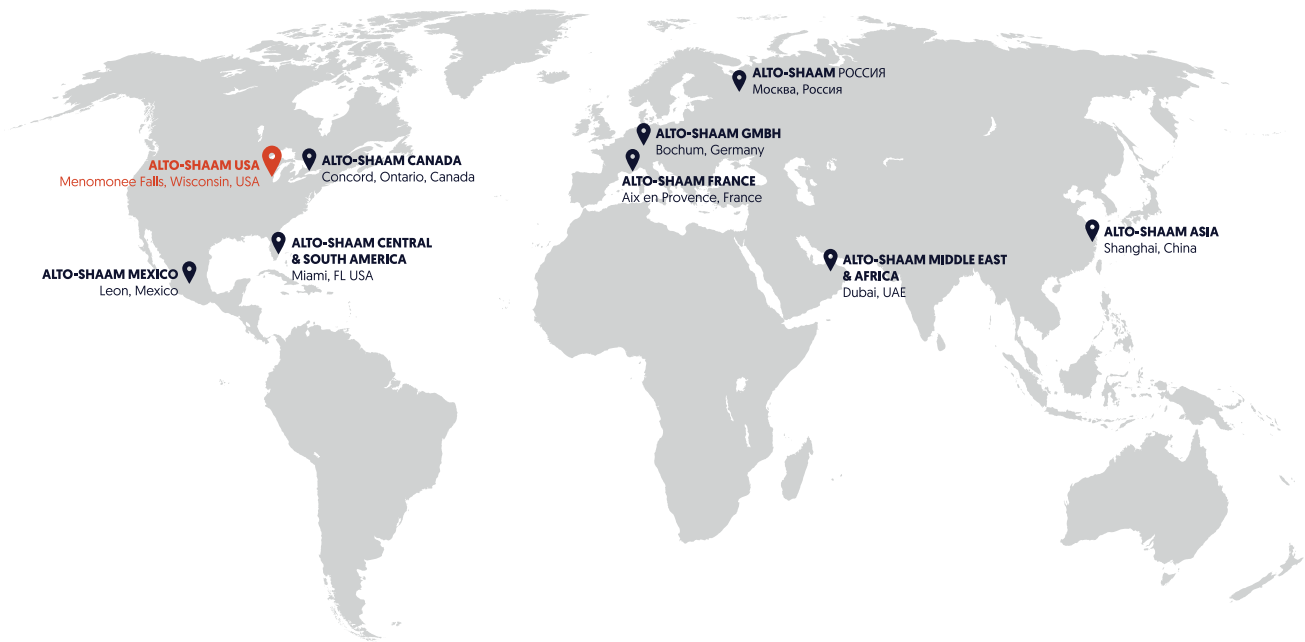 ALTO-SHAAM РОССИЯ
Москва, Россия
ALTO-SHAAM GMBH
Bochum, Germany
ALTO-SHAAM USA
Menomonee Falls, Wisconsin, USA
ALTO-SHAAM CANADA
Concord, Ontario, Canada
ALTO-SHAAM FRANCE
Aix en Provence, France
ALTO-SHAAM CENTRAL
& SOUTH AMERICA
Miami, FL USA
ALTO-SHAAM ASIA
Shanghai, China
ALTO-SHAAM MEXICO
Leon, Mexico
ALTO-SHAAM MIDDLE EAST
& AFRICA
Dubai, UAE